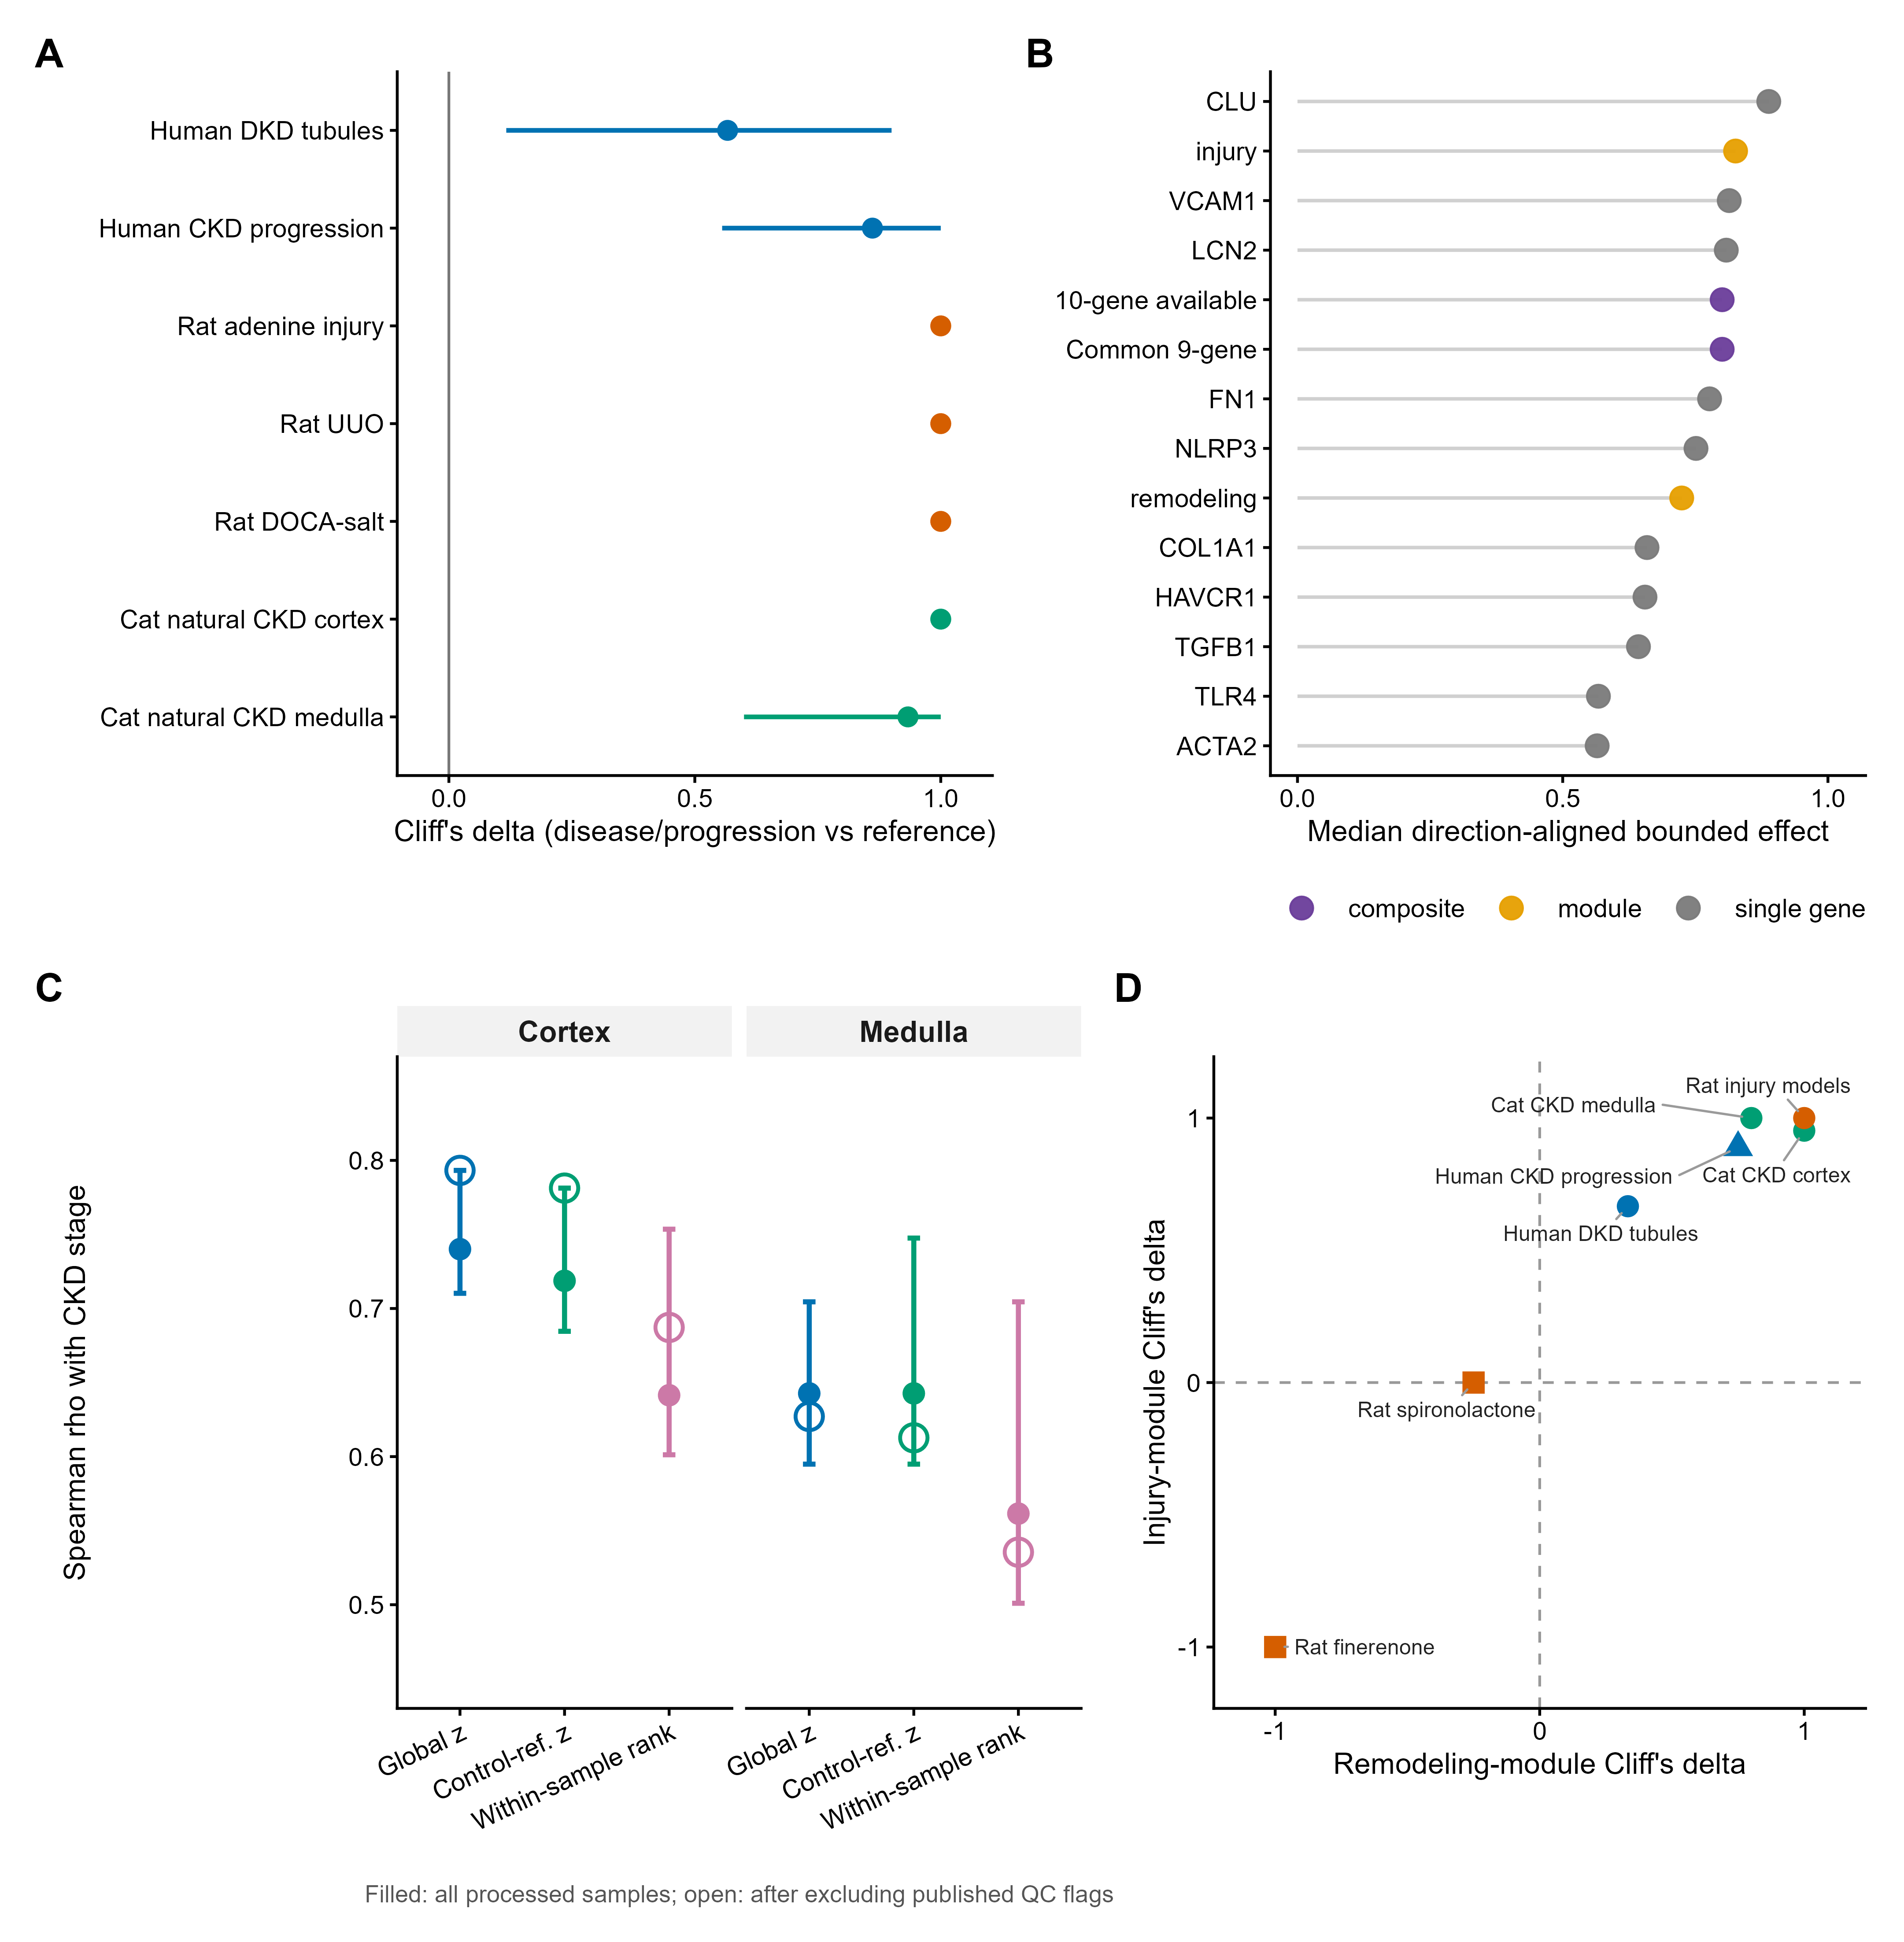 A
Human DKD tubules
Human CKD progression
Rat adenine injury
Rat UUO
Rat DOCA-salt
Cat natural CKD cortex
Cat natural CKD medulla
0.0
0.5
1.0
Cliff's delta (disease/progression vs reference)
B
CLU
injury
VCAM1
LCN2
10-gene available
Common 9-gene
FN1
NLRP3
remodeling
COL1A1
HAVCR1
TGFB1
TLR4
ACTA2
0.0
0.5
1.0
Median direction-aligned bounded effect
composite
module
single gene
C
Cortex
Medulla
Spearman rho with CKD stage
0.8
0.7
0.6
0.5
Global z
Control-ref. z
Within-sample rank
Global z
Control-ref. z
Within-sample rank
Filled: all processed samples; open: after excluding published QC flags
D
Injury-module Cliff's delta
1
0
-1
Rat injury models
Cat CKD medulla
Human CKD progression
Cat CKD cortex
Human DKD tubules
Rat spironolactone
Rat finerenone
-1
0
1
Remodeling-module Cliff's delta